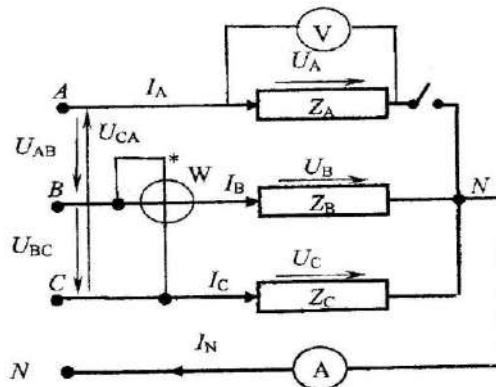 V
U_A
A I_A Z_A
U_CA
U_AB
* W
B I_B U_B N
Z_B
U_BC
U_C
C I_C Z_C
N I_N A